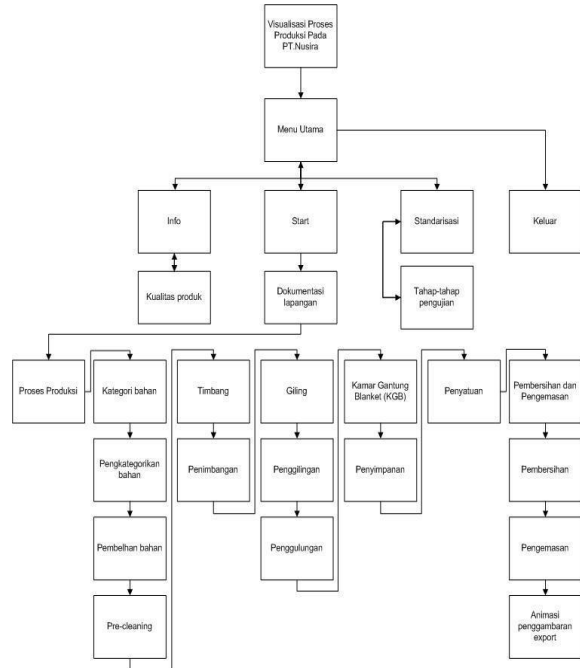 Visualisasi Proses
Produksi Pada
PT.Nusira
Menu Utama
Info
Start
Standarisasi
Keluar
Kualitas produk
Dokumentasi
lapangan
Tahap-tahap
pengujian
Proses Produksi
Kategori bahan
Timbang
Giling
Kamar Gantung
Blanket (KGB)
Penyatuan
Pembersihan dan
Pengemasan
Pengkategorikan
bahan
Penimbangan
Penggilingan
Penyimpanan
Pembersihan
Pembelhan bahan
Penggulungan
Pengemasan
Pre-cleaning
Animasi
penggambaran
export